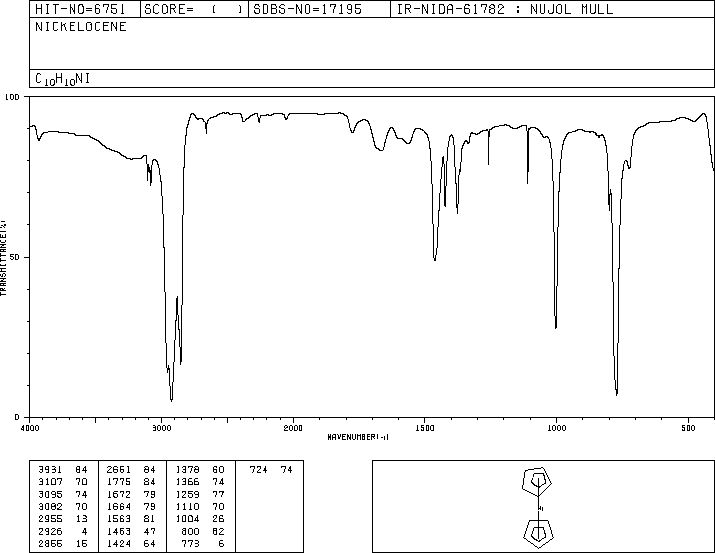 HIT-NO=6751 SCORE= ( ) SDBS-NO=17195 IR-NIDA-61782 : NUJOL MULL
NICKELOCENE
C10H10NI
100
50
0
TRANSMITTANCE(%)
4000 3000 2000 1500 1000 500
WAVENUMBER(-1)
3931 84 2661 84 1378 60 724 74
3107 70 1775 84 1366 74
3095 74 1672 79 1259 77
3082 70 1664 79 1110 70
2955 13 1563 81 1004 26
2926 4 1463 47 800 62
2855 15 1424 64 773 6